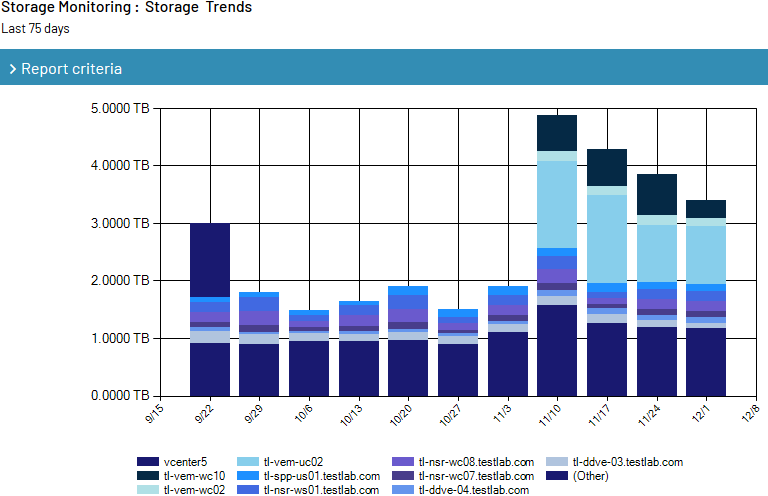 Storage Monitoring : Storage Trends
Last 75 days
> Report criteria
5.0000 TB
4.0000 TB
3.0000 TB
2.0000 TB
1.0000 TB
0.0000 TB
9/15 9/22 9/29 10/6 10/13 10/20 10/27 11/3 11/10 11/17 11/24 12/1 12/8
vcenter5 tl-vem-uc02 tl-nsr-wc08.testlab.com tl-ddve-03.testlab.com
tl-vem-wc10 tl-spp-us01.testlab.com tl-nsr-wc07.testlab.com (Other)
tl-vem-wc02 tl-nsr-ws01.testlab.com tl-ddve-04.testlab.com